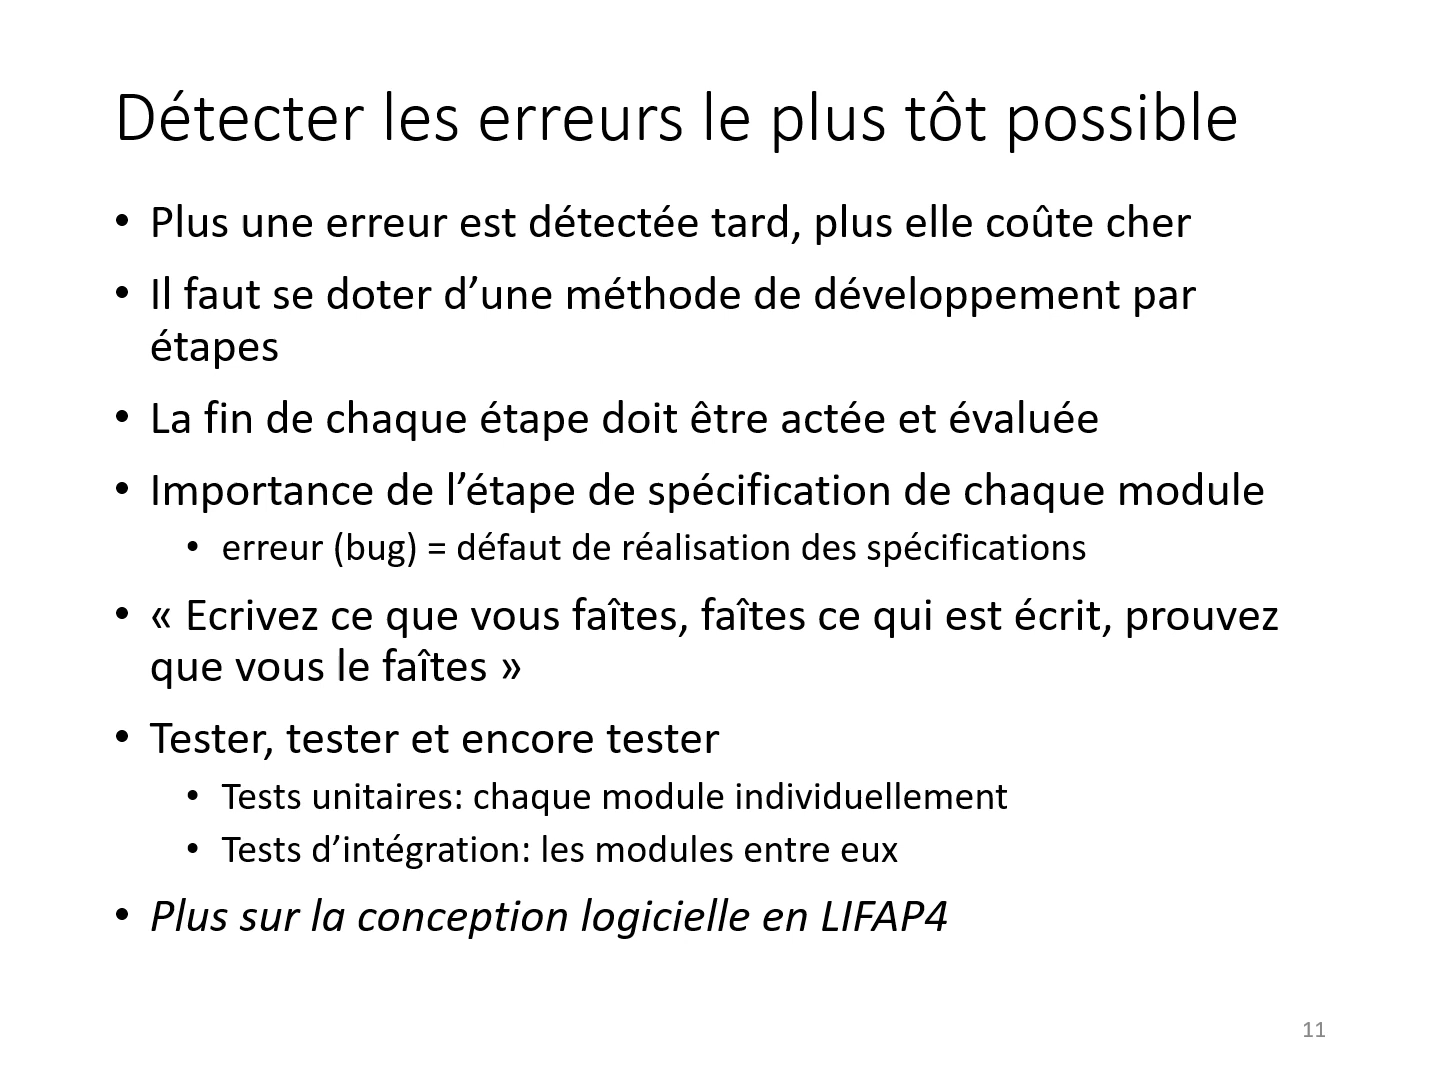 Détecter les erreurs le plus tôt possible
• Plus une erreur est détectée tard, plus elle coûte cher
• Il faut se doter d’une méthode de développement par
étapes
• La fin de chaque étape doit être actée et évaluée
• Importance de l’étape de spécification de chaque module
• erreur (bug) = défaut de réalisation des spécifications
• « Ecrivez ce que vous faîtes, faîtes ce qui est écrit, prouvez
que vous le faîtes »
• Tester, tester et encore tester
• Tests unitaires: chaque module individuellement
• Tests d’intégration: les modules entre eux
• Plus sur la conception logicielle en LIFAP4
11